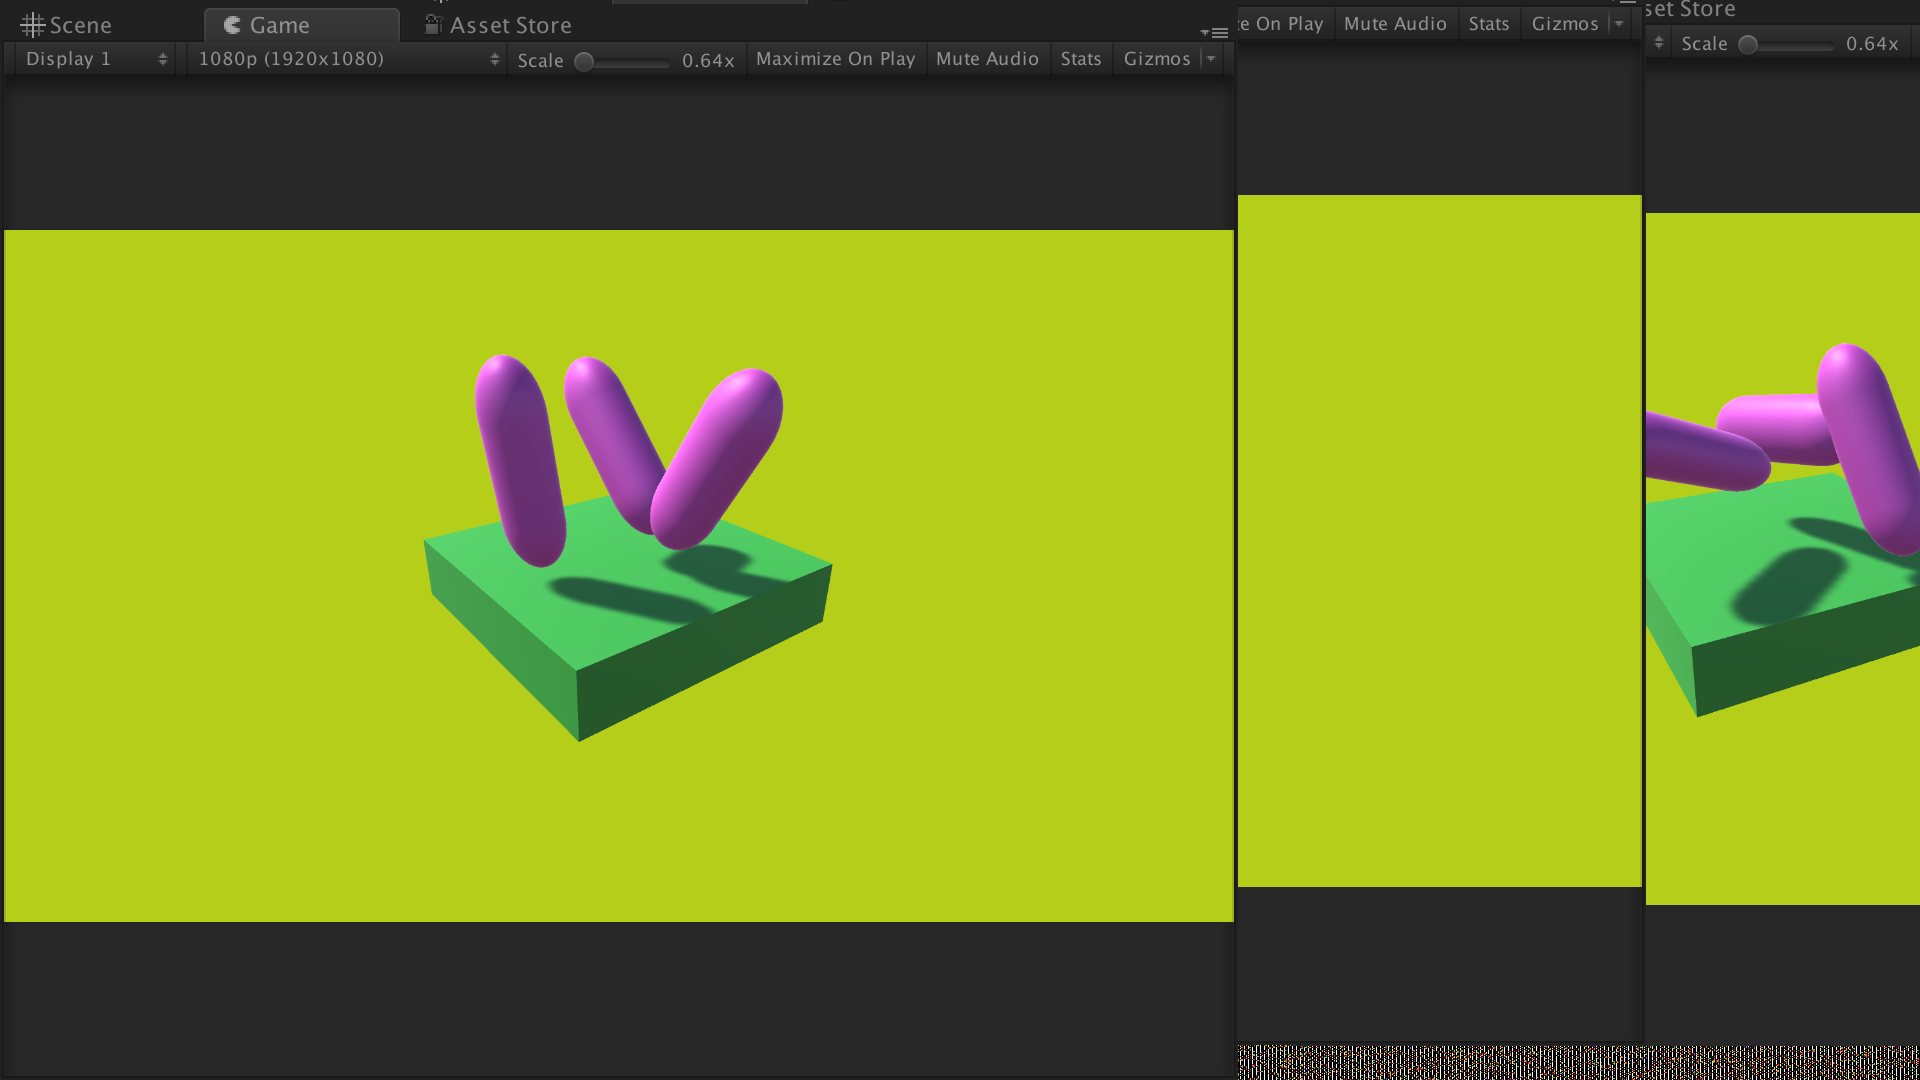 Scene Game Asset Store
Display 1 1080p (1920x1080) Scale 0.64x Maximize On Play Mute Audio Stats Gizmos
On Play Mute Audio Stats Gizmos
Store
Scale 0.64x